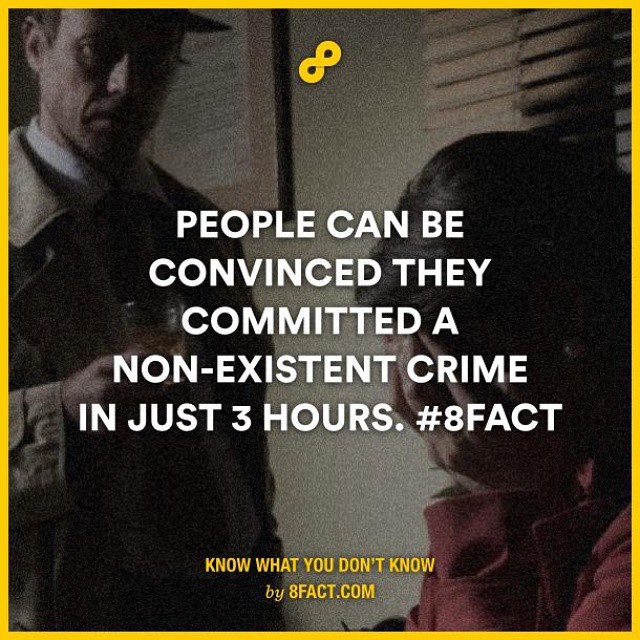 PEOPLE CAN BE
CONVINCED THEY
COMMITTED A
NON-EXISTENT CRIME
IN JUST 3 HOURS. #8FACT
KNOW WHAT YOU DON'T KNOW
by 8FACT.COM